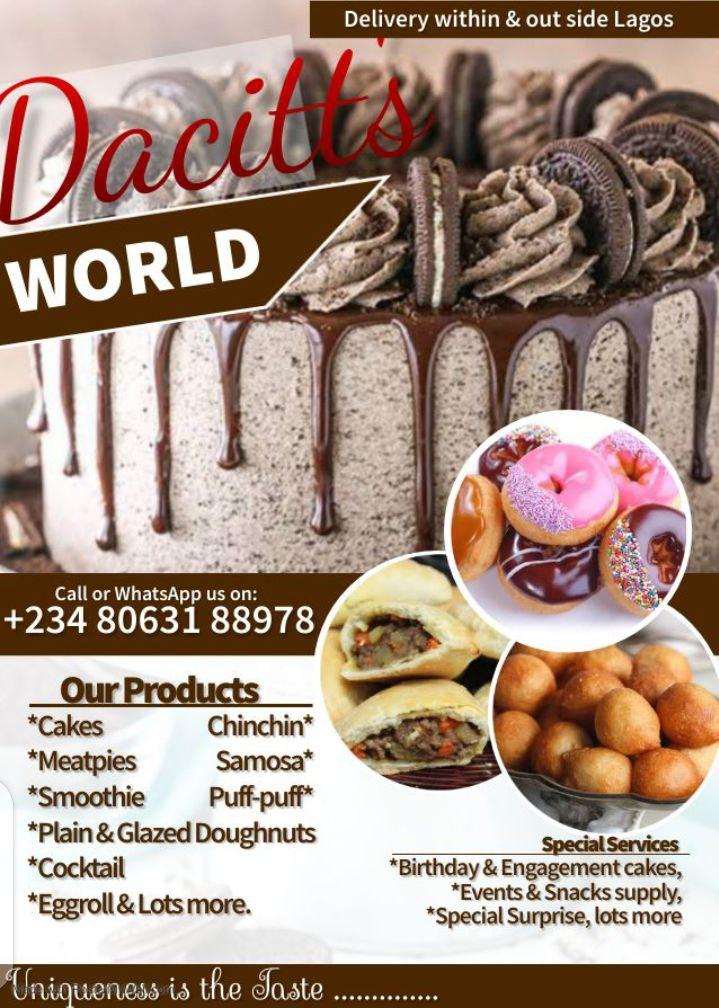 Delivery within & out side Lagos
Dacitt's
WORLD
Call or WhatsApp us on:
+234 80631 88978
Our Products
*Cakes Chinchin*
*Meatpies Samosa*
*Smoothie Puff-puff*
*Plain & Glazed Doughnuts
*Cocktail
*Eggroll & Lots more.
Special Services
*Birthday & Engagement cakes,
*Events & Snacks supply,
*Special Surprise, lots more
Uniqueness is the Taste ..............